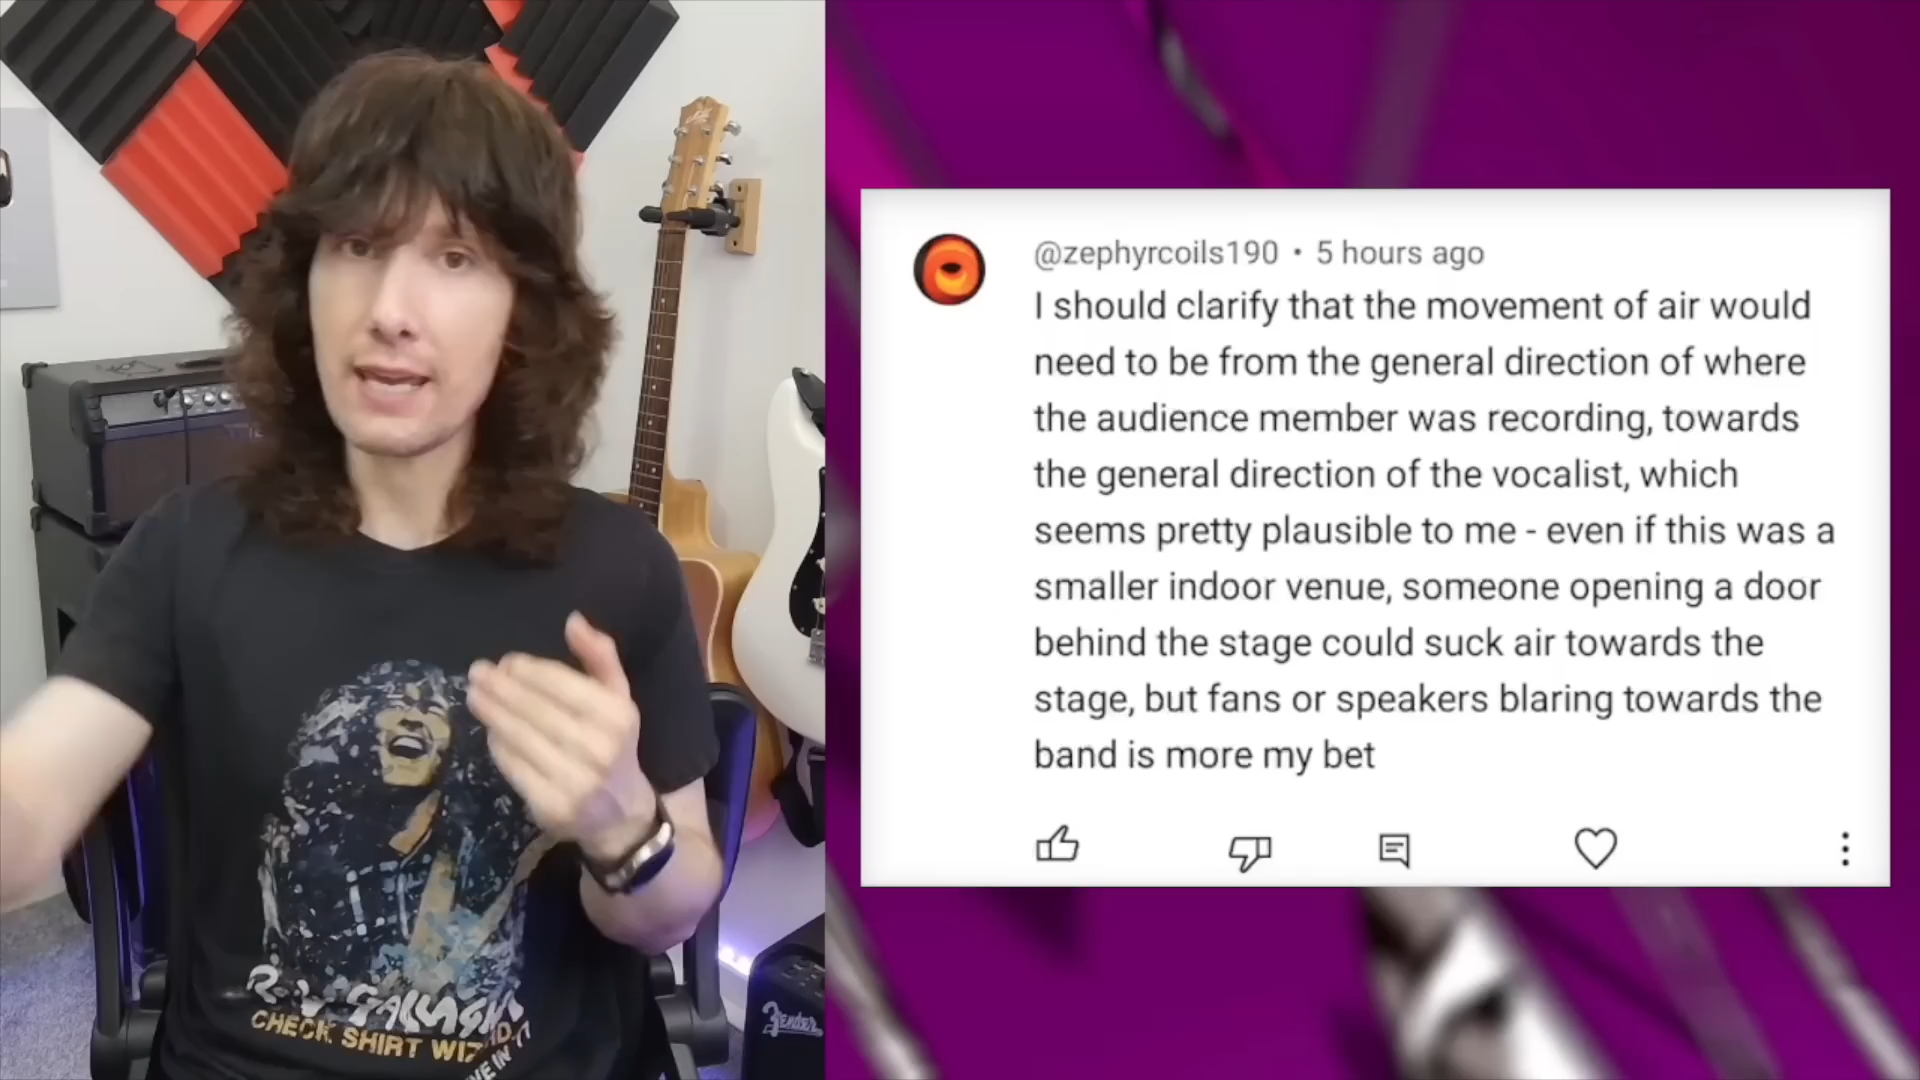 @zephyrcoils190 • 5 hours ago
I should clarify that the movement of air would
need to be from the general direction of where
the audience member was recording, towards
the general direction of the vocalist, which
seems pretty plausible to me - even if this was a
smaller indoor venue, someone opening a door
behind the stage could suck air towards the
stage, but fans or speakers blaring towards the
band is more my bet
GALLAGH
CHECK SHIRT WIZ
Fender